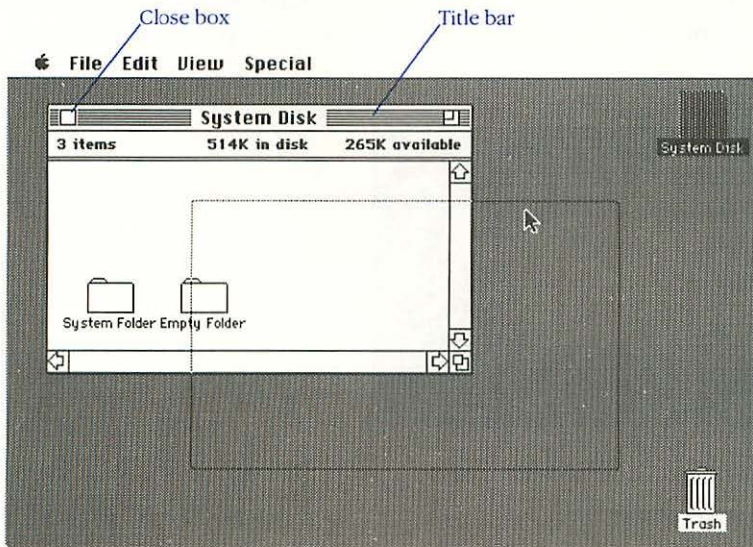 Close box
Title bar
File Edit View Special
System Disk
3 items 514K in disk 265K available
System Disk
System Folder Empty Folder
Trash